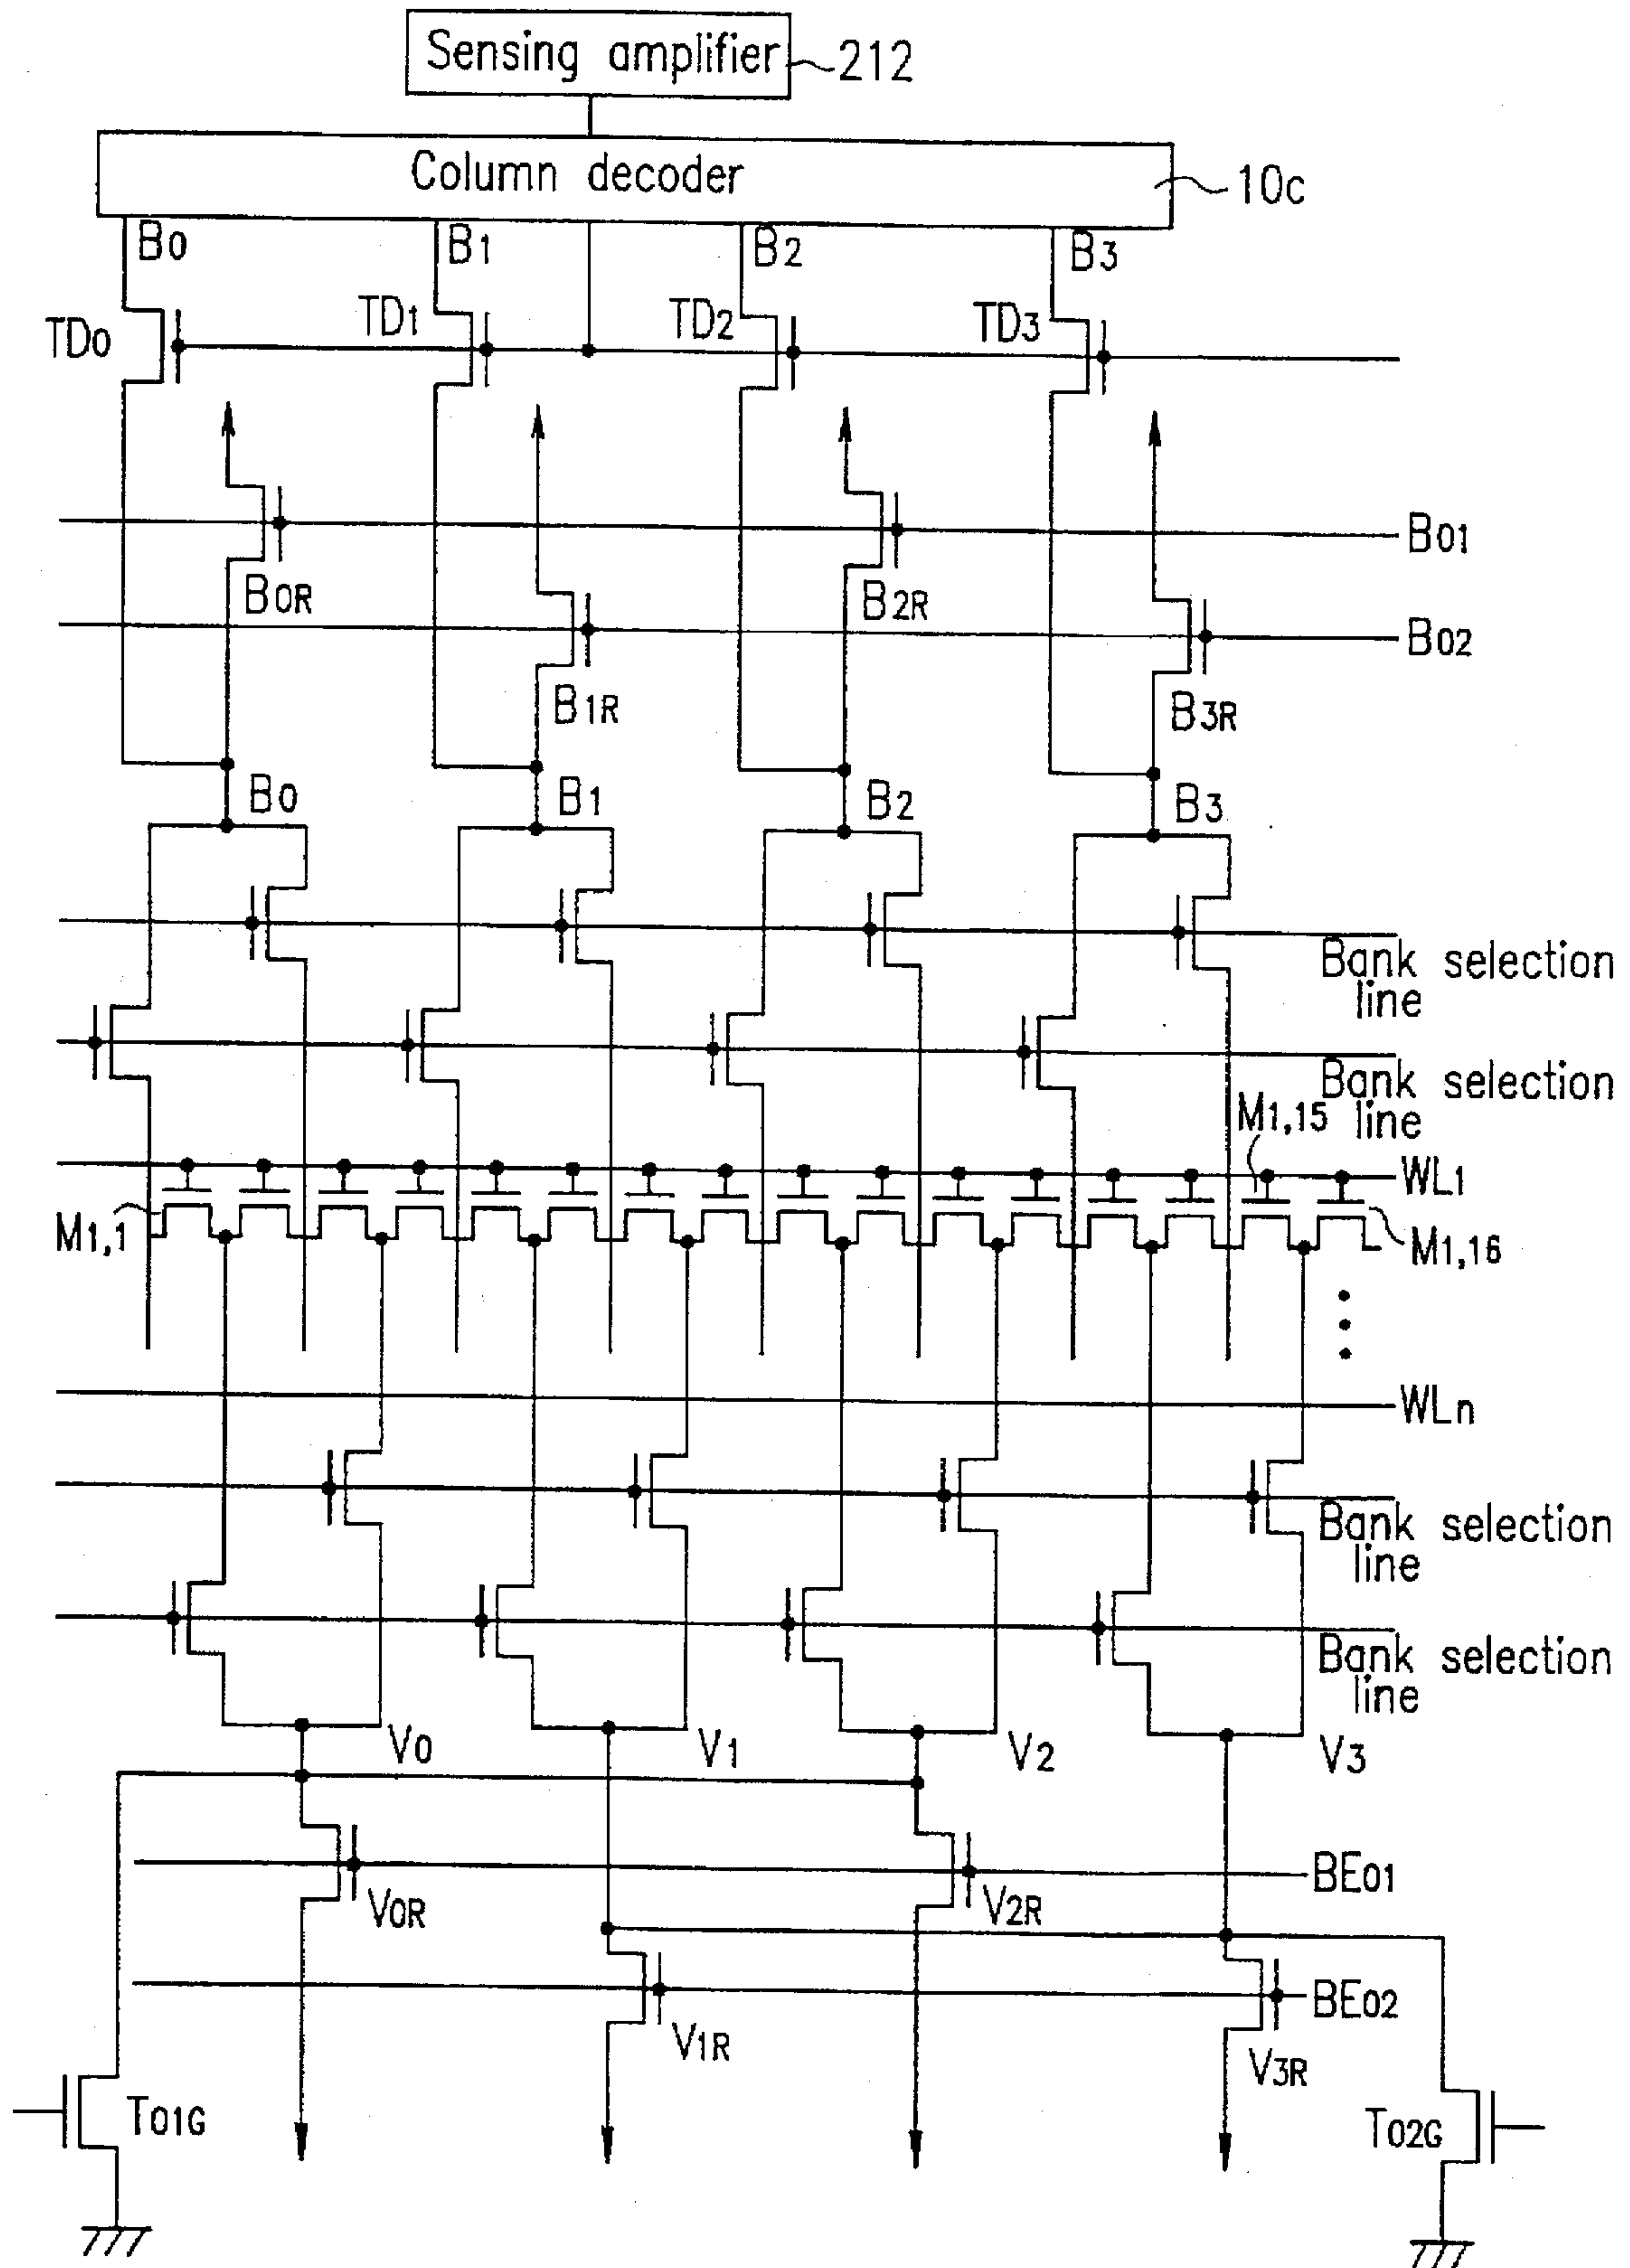 Sensing amplifier 212
Column decoder 10c
B0 B1 B2 B3
TD0 TD1 TD2 TD3
B01
B0R B2R
B02
B1R B3R
B0 B1 B2 B3
Bank selection
line
Bank selection
line
M1,15
WL1
M1,1 M1,16
WLn
Bank selection
line
Bank selection
line
V0 V1 V2 V3
BE01
V0R V2R
BE02
V1R V3R
T01G T02G